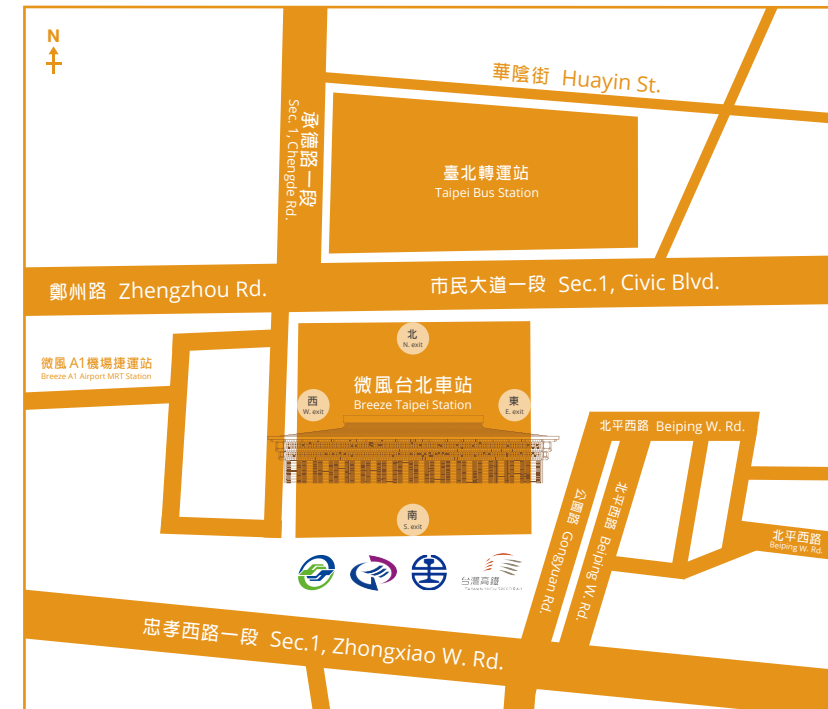 N
華陰街 Huayin St.
承德路一段
Sec. 1, Chengde Rd.
臺北轉運站
Taipei Bus Station
鄭州路 Zhengzhou Rd.
市民大道一段 Sec.1, Civic Blvd.
北
N. exit
微風 A1機場捷運站
Breeze A1 Airport MRT Station
微風台北車站
Breeze Taipei Station
西
W. exit
東
E. exit
北平西路 Beiping W. Rd.
南
S. exit
公園路 Gongyuan Rd.
北平西路 Beiping W. Rd.
北平西路
Beiping W. Rd.
台灣高鐵
TAIWAN HIGH SPEED RAIL
忠孝西路一段 Sec.1, Zhongxiao W. Rd.